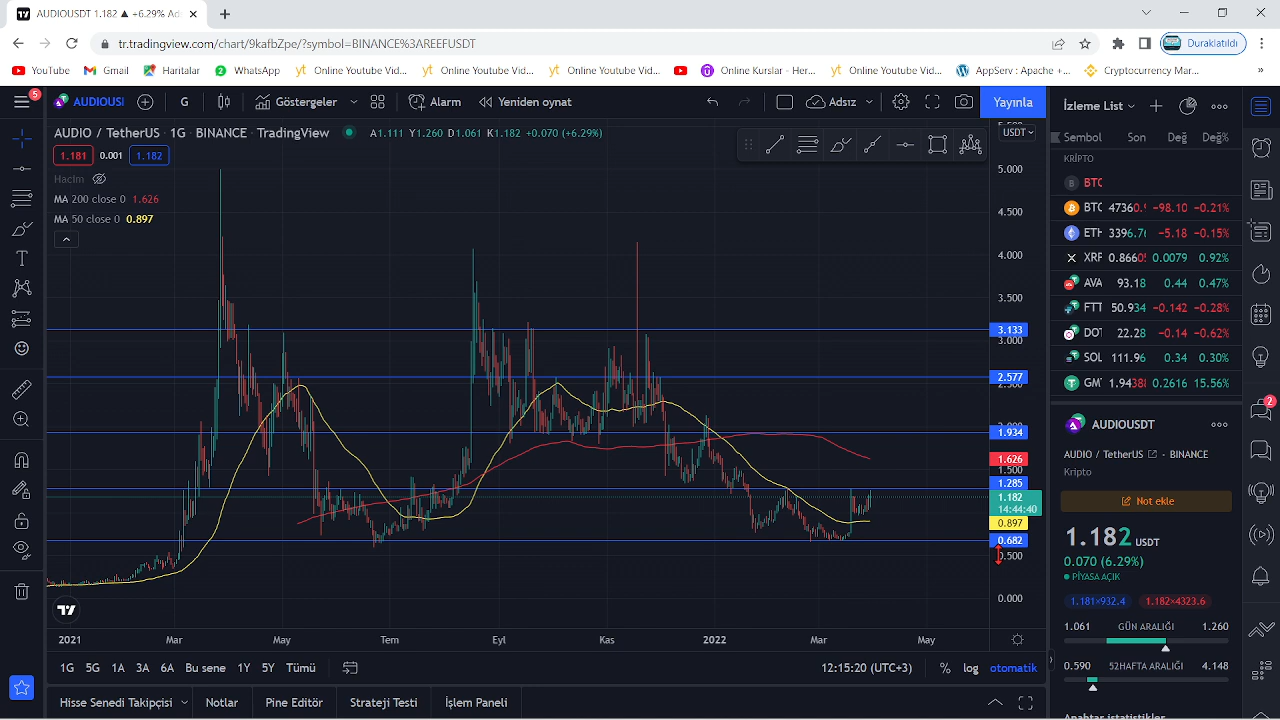 AUDIOUSDT 1.182 ▲ +6.29% Ad
tr.tradingview.com/chart/9kafbZpe/?symbol=BINANCE%3AREEFUSDT
Duraklatıldı
YouTube
Gmail
Haritalar
WhatsApp
Online Youtube Vid...
Online Youtube Vid...
Online Youtube Vid...
Online Kurslar - Her...
Online Youtube Vid...
AppServ : Apache +...
Cryptocurrency Mar...
»
5
AUDIOUSI
G
Göstergeler
Alarm
Yeniden oynat
Adsız
Yayınla
İzleme List
AUDIO / TetherUS · 1G · BINANCE · TradingView
A1.111 Y1.260 D1.061 K1.182 +0.070 (+6.29%)
1.181
0.001
1.182
Hacim
MA 200 close 0 1.626
MA 50 close 0 0.897
USDT
5.000
4.500
4.000
3.500
3.133
3.000
2.577
1.934
1.626
1.500
1.285
1.182
14:44:40
0.897
0.682
0.500
0.000
2021
Mar
May
Tem
Eyl
Kas
2022
Mar
May
1G
5G
1A
3A
6A
Bu sene
1Y
5Y
Tümü
12:15:20 (UTC+3)
%
log
otomatik
Hisse Senedi Takipçisi
Notlar
Pine Editör
Strateji Testi
İşlem Paneli
Sembol Son Değ Değ%
KRİPTO
BTC
BTC 47360. −98.10 −0.21%
ETH 3396.76 −5.18 −0.15%
XRP 0.8660 0.0079 0.92%
AVA 93.18 0.44 0.47%
FTT 50.934 −0.142 −0.28%
DOT 22.28 −0.14 −0.62%
SOL 111.96 0.34 0.30%
GMT 1.9438 0.2616 15.56%
2
AUDIOUSDT
AUDIO / TetherUS · BINANCE
Kripto
Not ekle
1.182 USDT
0.070 (6.29%)
PİYASA AÇIK
1.181×932.4
1.182×4323.6
1.061 GÜN ARALIĞI 1.260
0.590 52HAFTA ARALIĞI 4.148
Anahtar istatistikler